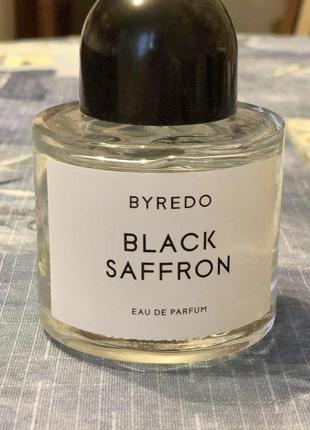 BYREDO
BLACK
SAFFRON
EAU DE PARFUM